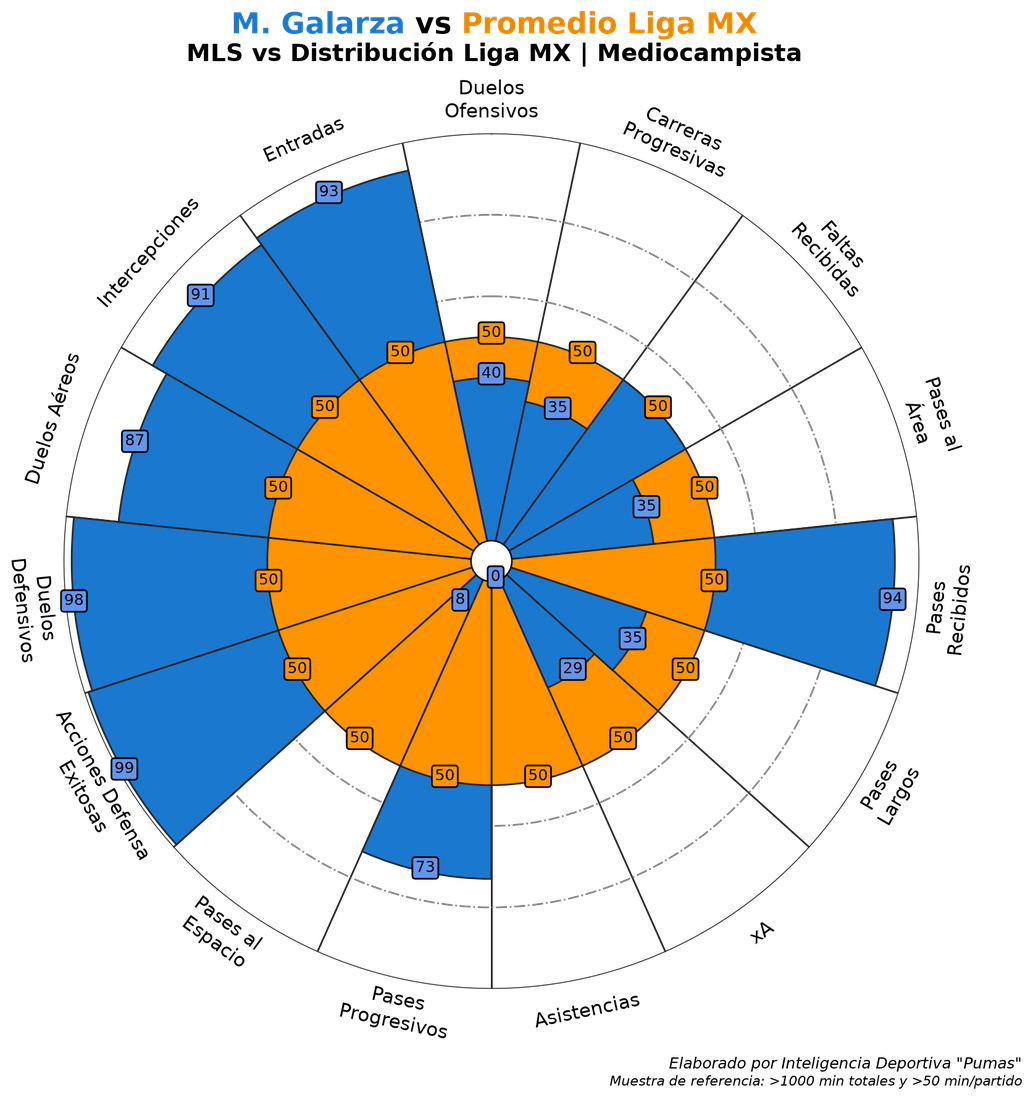 M. Galarza vs Promedio Liga MX
MLS vs Distribución Liga MX | Mediocampista
Duelos
Ofensivos
Carreras
Progresivas
Faltas
Recibidas
Pases al
Área
Pases
Recibidos
Pases
Largos
xA
Asistencias
Pases
Progresivos
Pases al
Espacio
Acciones Defensa
Exitosas
Duelos
Defensivos
Duelos Aéreos
Intercepciones
Entradas
50
40
50
35
50
50
35
50
94
50
35
50
29
50
0
50
73
50
8
50
99
50
98
50
87
50
91
50
93
Elaborado por Inteligencia Deportiva "Pumas"
Muestra de referencia: >1000 min totales y >50 min/partido